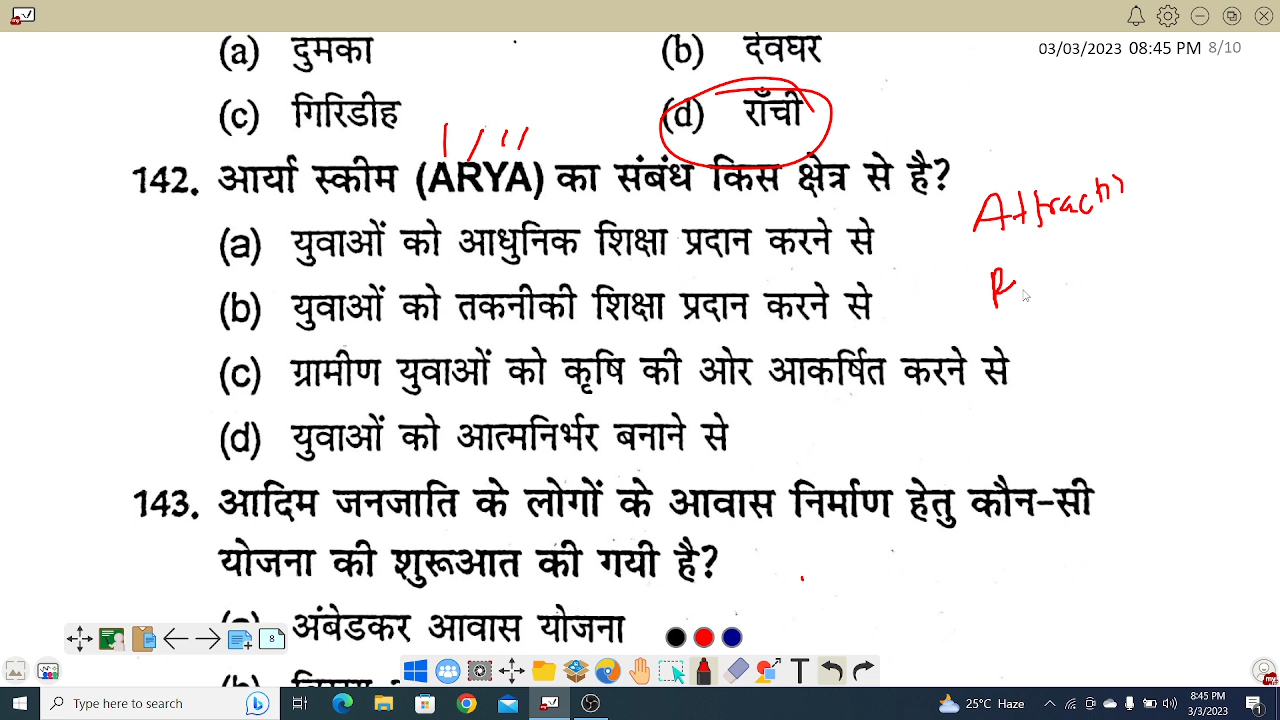 03/03/2023 08:45 PM 8/10
(a) दुमका (b) देवघर
(c) गिरिडीह (d) राँची
142. आर्या स्कीम (ARYA) का संबंध किस क्षेत्र से है?
(a) युवाओं को आधुनिक शिक्षा प्रदान करने से
(b) युवाओं को तकनीकी शिक्षा प्रदान करने से
(c) ग्रामीण युवाओं को कृषि की ओर आकर्षित करने से
(d) युवाओं को आत्मनिर्भर बनाने से
R
143. आदिम जनजाति के लोगों के आवास निर्माण हेतु कौन-सी
योजना की शुरूआत की गयी है?
अंबेडकर आवास योजना
8
Type here to search
25°C Haze
ENG
8:45 PM
3/3/2023